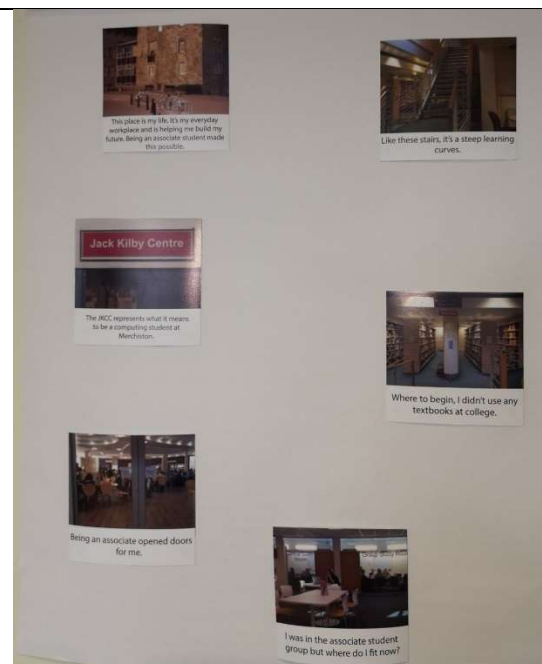 This place is my life. It's my everyday
workplace and is helping me build my
future. Being an associate student made
this possible.
Like these stairs, it's a steep learning
curves.
Jack Kilby Centre
The JKCC represents what it means
to be a computing student at
Merchiston.
Where to begin, I didn't use any
textbooks at college.
Being an associate opened doors
for me.
Group Study Room
I was in the associate student
group but where do I fit now?